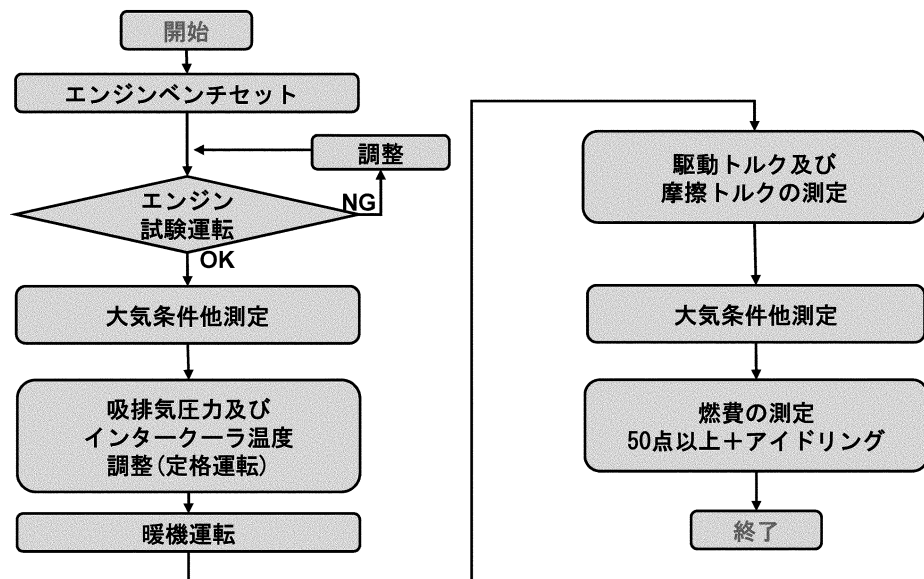 開始
エンジンベンチセット
調整
エンジン
試験運転
NG
OK
大気条件他測定
吸排気圧力及び
インタークーラ温度
調整(定格運転)
暖機運転
駆動トルク及び
摩擦トルクの測定
大気条件他測定
燃費の測定
50点以上+アイドリング
終了